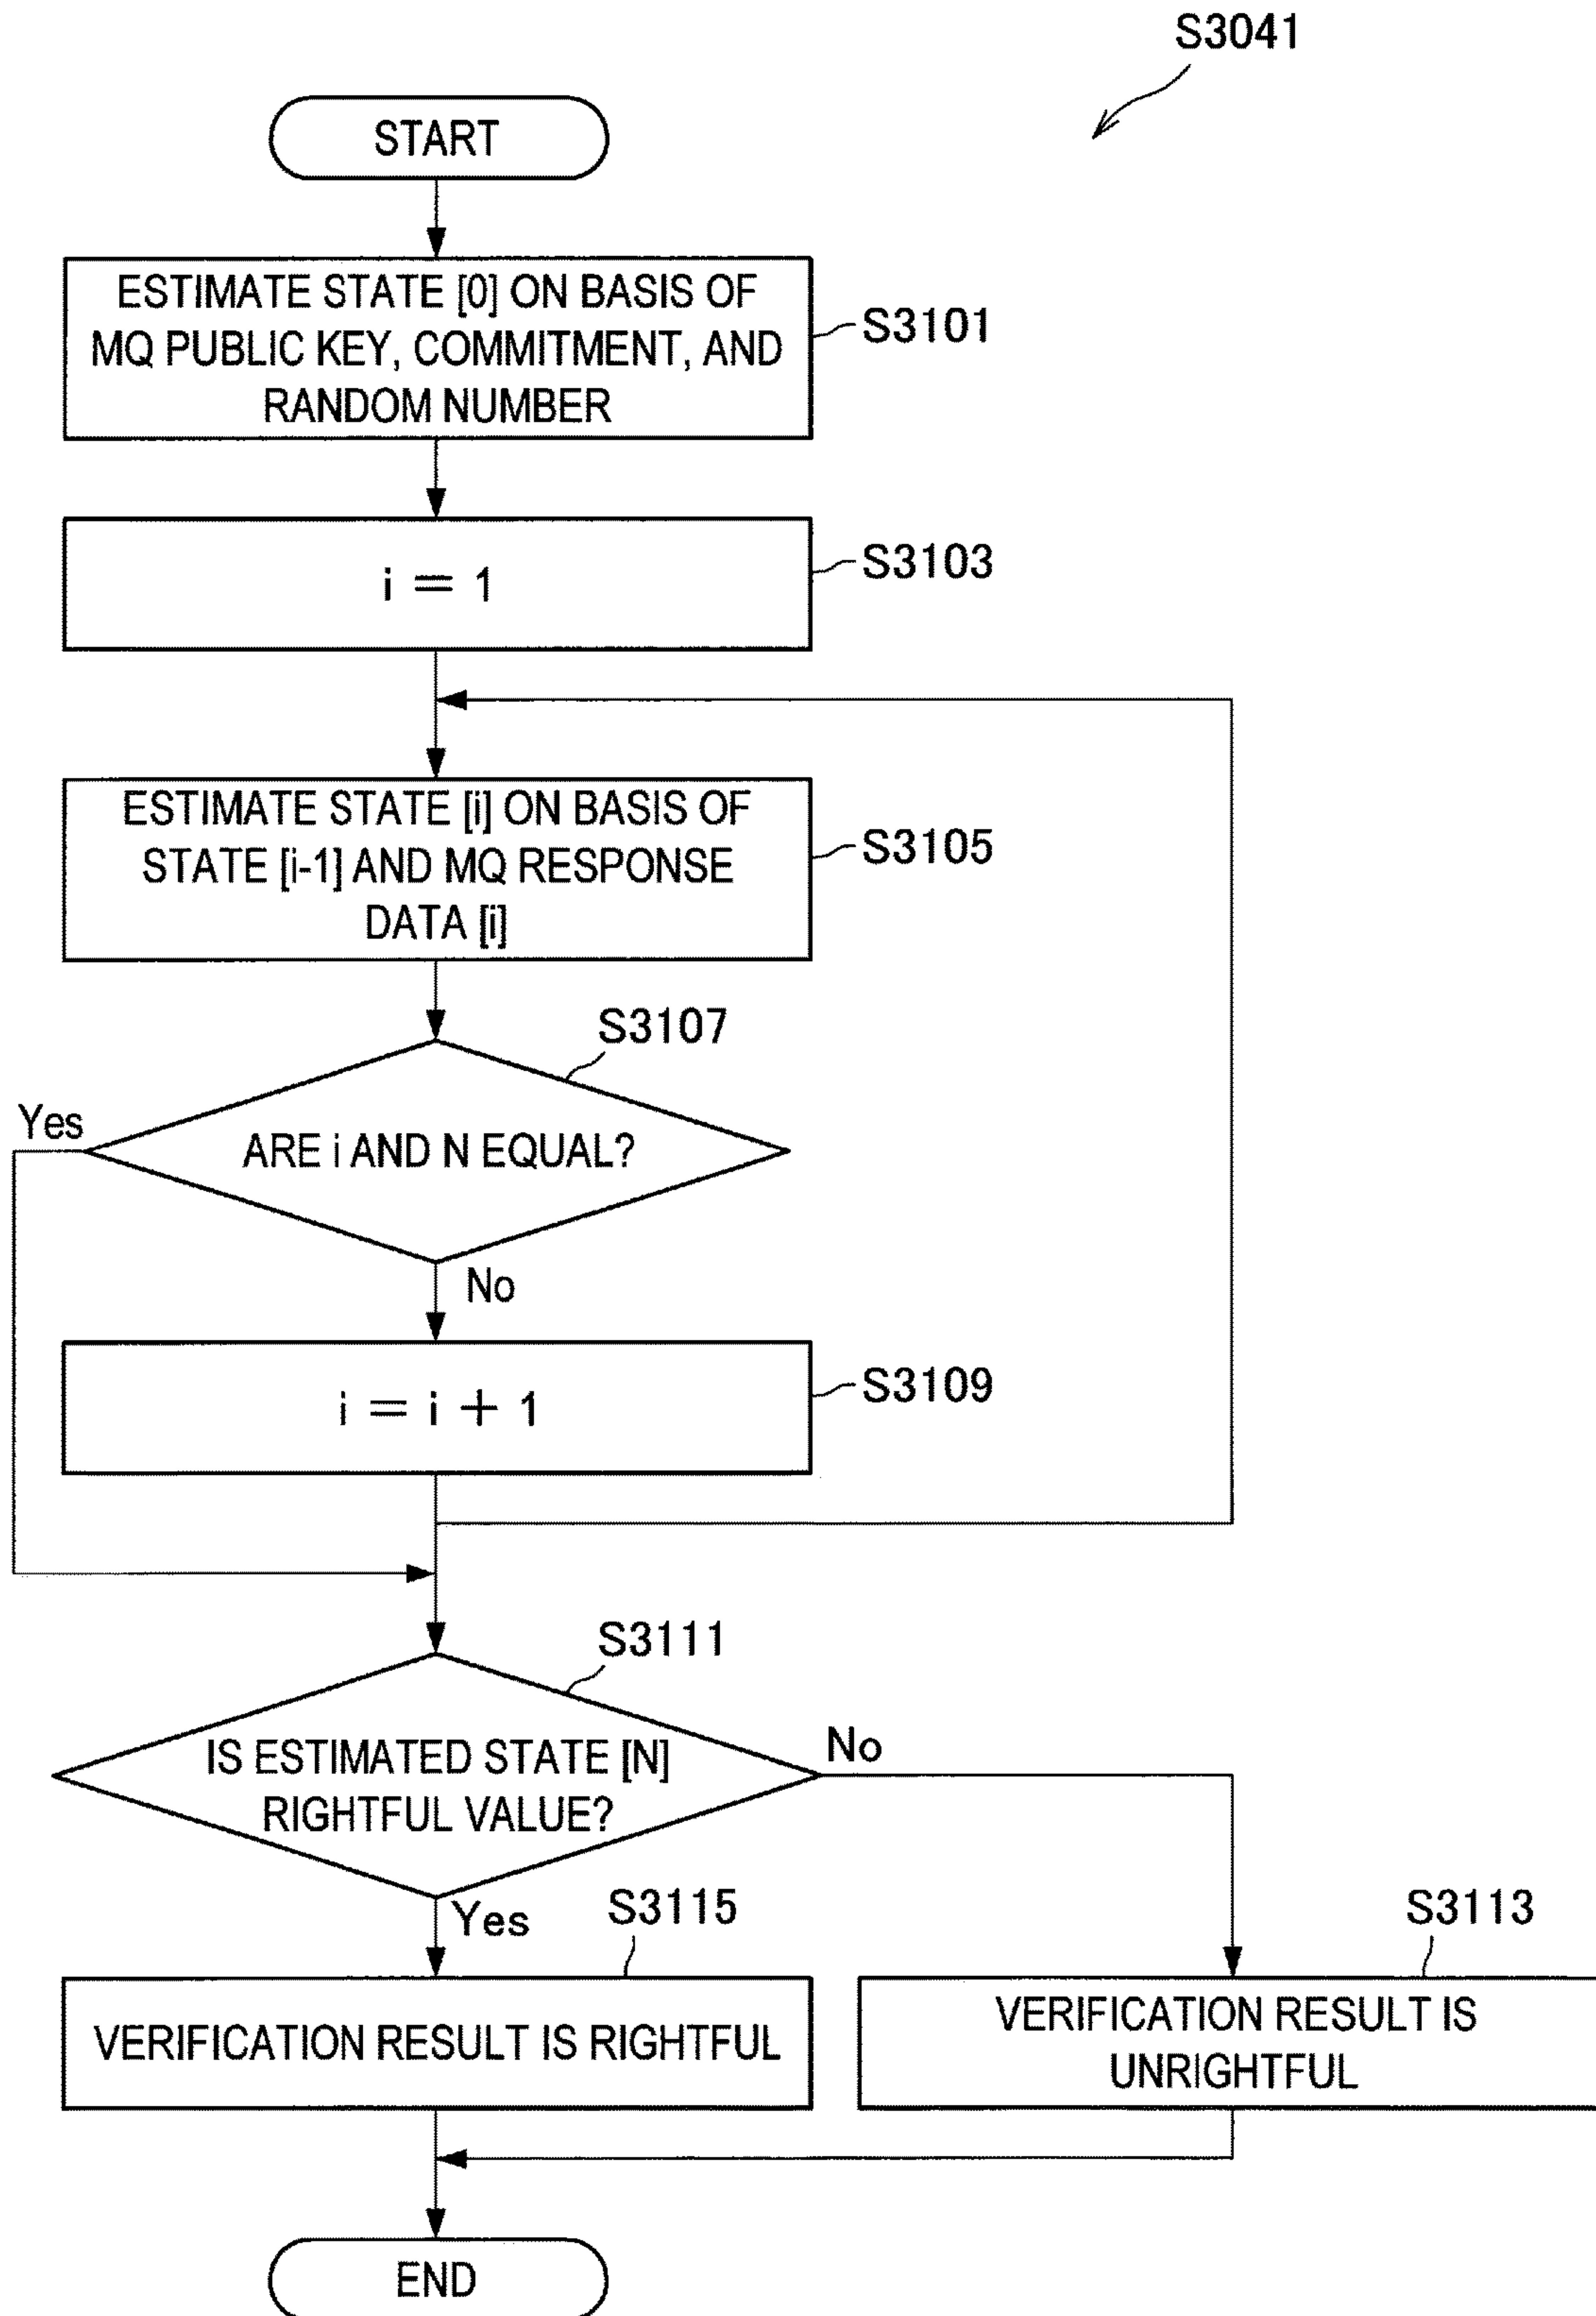 S3041
START
ESTIMATE STATE [0] ON BASIS OF
MQ PUBLIC KEY, COMMITMENT, AND
RANDOM NUMBER
S3101
i = 1
S3103
ESTIMATE STATE [i] ON BASIS OF
STATE [i-1] AND MQ RESPONSE
DATA [i]
S3105
S3107
Yes
ARE i AND N EQUAL?
No
i = i + 1
S3109
S3111
IS ESTIMATED STATE [N]
RIGHTFUL VALUE?
No
Yes
S3115
S3113
VERIFICATION RESULT IS RIGHTFUL
VERIFICATION RESULT IS
UNRIGHTFUL
END